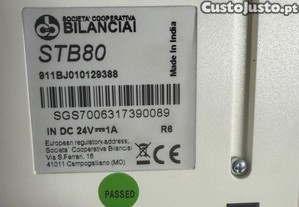 CustoJusto.pt
SOCIETA' COOPERATIVA
BILANCIAI
STB80
911BJ010129388
Made In India
SGS7006317390089
IN DC 24V⎓1A R6
European regulatory address;
Societa' Cooperativa Bilanciai
Via S.Ferrari, 16
41011 Campogalliano (MO)
PASSED